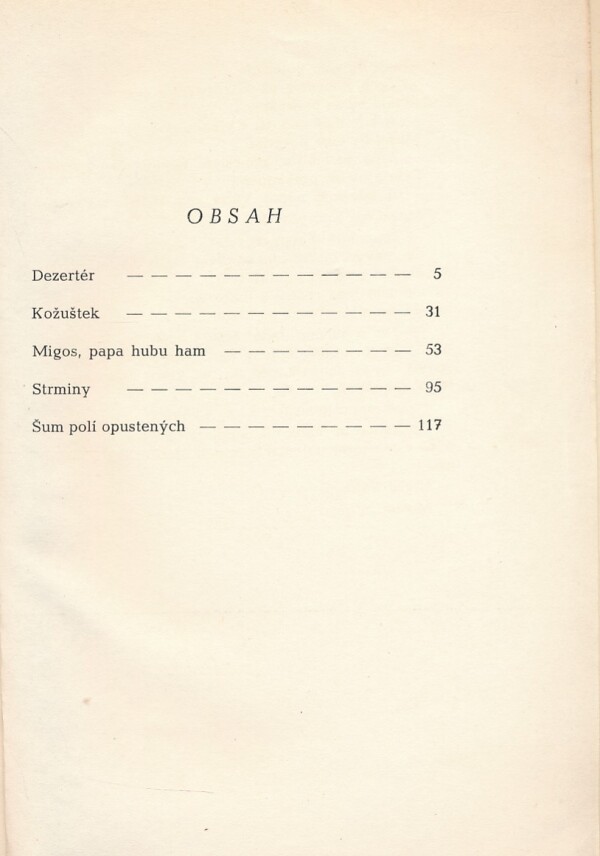 OBSAH
Dezertér — — — — — — — — — — — — 5
Kožuštek — — — — — — — — — — — — 31
Migos, papa hubu ham — — — — — — — — 53
Strminy — — — — — — — — — — — — 95
Šum polí opustených — — — — — — — — — 117